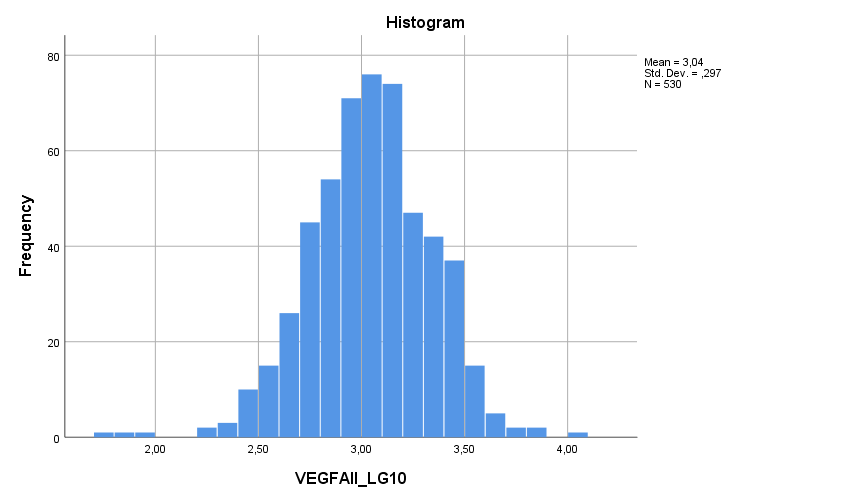 Histogram
Mean = 3,04
Std. Dev. = ,297
N = 530
80
60
40
20
0
Frequency
2,00 2,50 3,00 3,50 4,00
VEGFAll_LG10